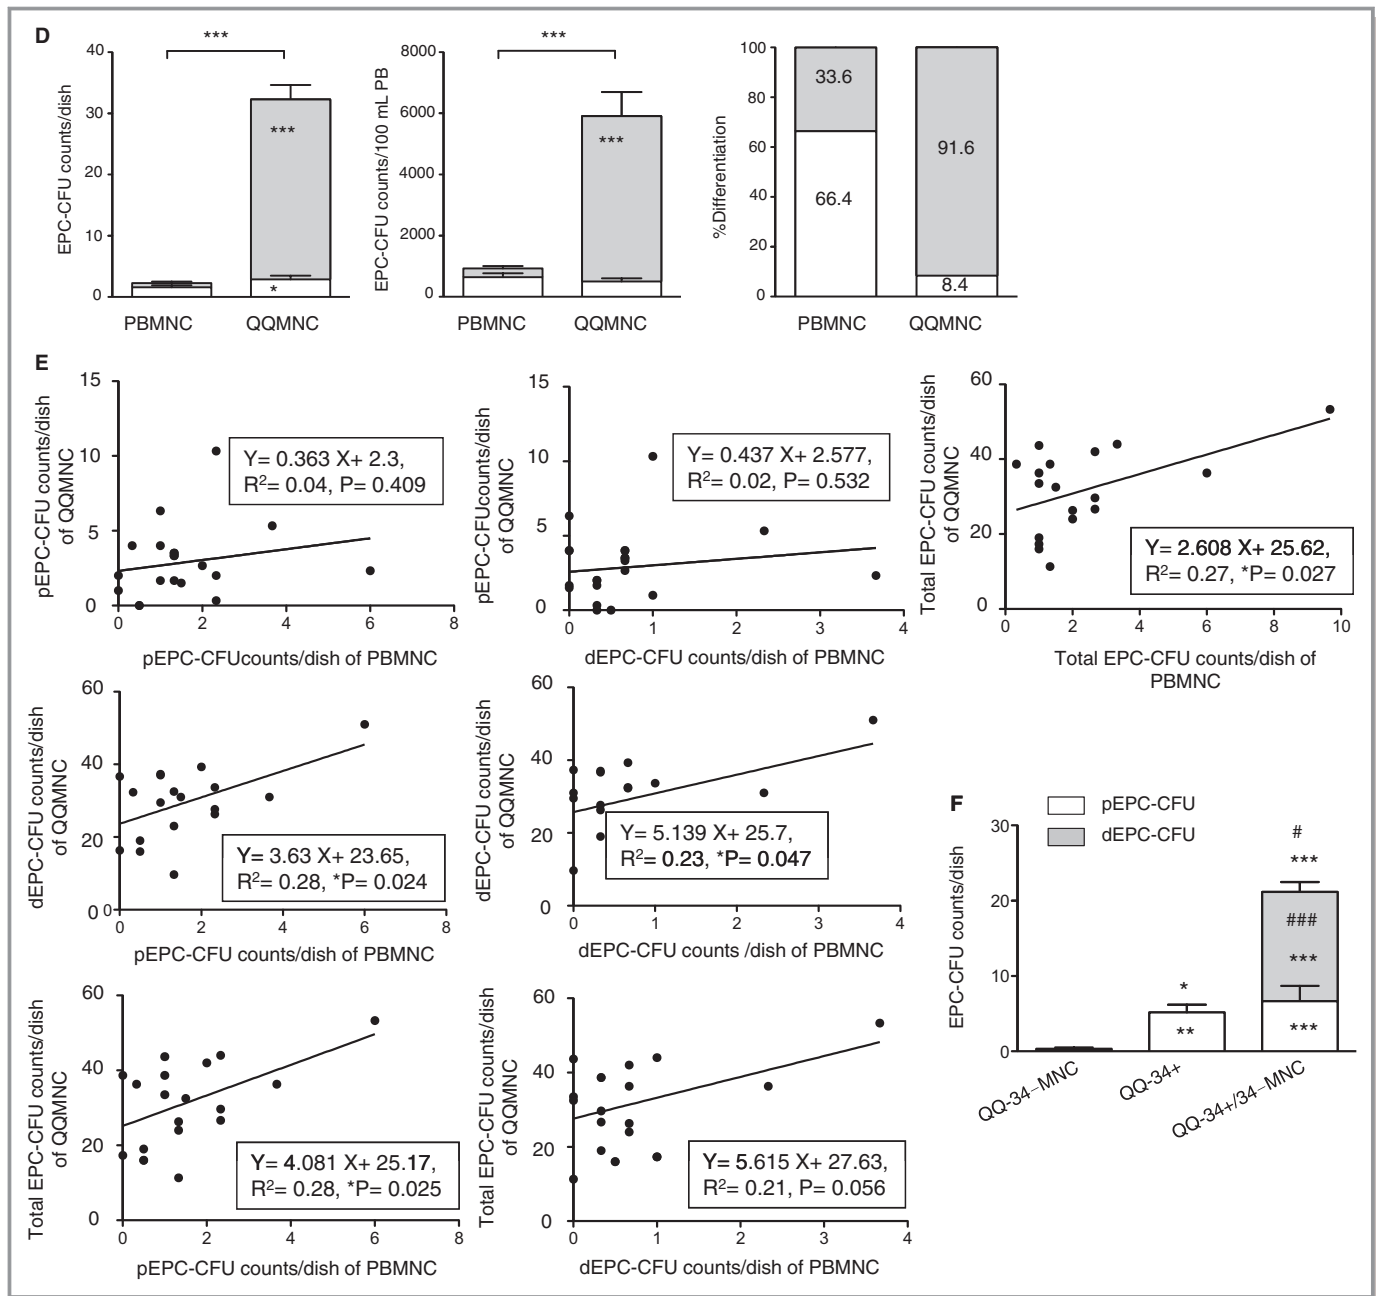 D
EPC-CFU counts/dish
40
30
20
10
0
***
***
*
PBMNC
QQMNC
EPC-CFU counts/100 mL PB
8000
6000
4000
2000
0
***
***
PBMNC
QQMNC
%Differentiation
100
80
60
40
20
0
33.6
66.4
91.6
8.4
PBMNC
QQMNC
E
pEPC-CFU counts/dish
of QQMNC
15
10
5
0
Y= 0.363 X+ 2.3,
R²= 0.04, P= 0.409
0 2 4 6 8
pEPC-CFUcounts/dish of PBMNC
pEPC-CFUcounts/dish
of QQMNC
15
10
5
0
Y= 0.437 X+ 2.577,
R²= 0.02, P= 0.532
0 1 2 3 4
dEPC-CFU counts/dish of PBMNC
Total EPC-CFU counts/dish
of QQMNC
60
40
20
0
Y= 2.608 X+ 25.62,
R²= 0.27, *P= 0.027
0 2 4 6 8 10
Total EPC-CFU counts/dish of
PBMNC
dEPC-CFU counts/dish
of QQMNC
60
40
20
0
Y= 3.63 X+ 23.65,
R²= 0.28, *P= 0.024
0 0 2 4 6 8
pEPC-CFU counts/dish of PBMNC
dEPC-CFU counts/dish
of QQMNC
60
40
20
0
Y= 5.139 X+ 25.7,
R²= 0.23, *P= 0.047
0 1 2 3 4
dEPC-CFU counts /dish of PBMNC
Total EPC-CFU counts/dish
of QQMNC
60
40
20
0
Y= 4.081 X+ 25.17,
R²= 0.28, *P= 0.025
0 2 4 6 8
pEPC-CFU counts/dish of PBMNC
Total EPC-CFU counts/dish
of QQMNC
60
40
20
0
Y= 5.615 X+ 27.63,
R²= 0.21, P= 0.056
0 1 2 3 4
dEPC-CFU counts/dish of PBMNC
F
pEPC-CFU
dEPC-CFU
EPC-CFU counts/dish
30
20
10
0
*
**
#
***
###
***
***
QQ-34−MNC
QQ-34+
QQ-34+/34−MNC